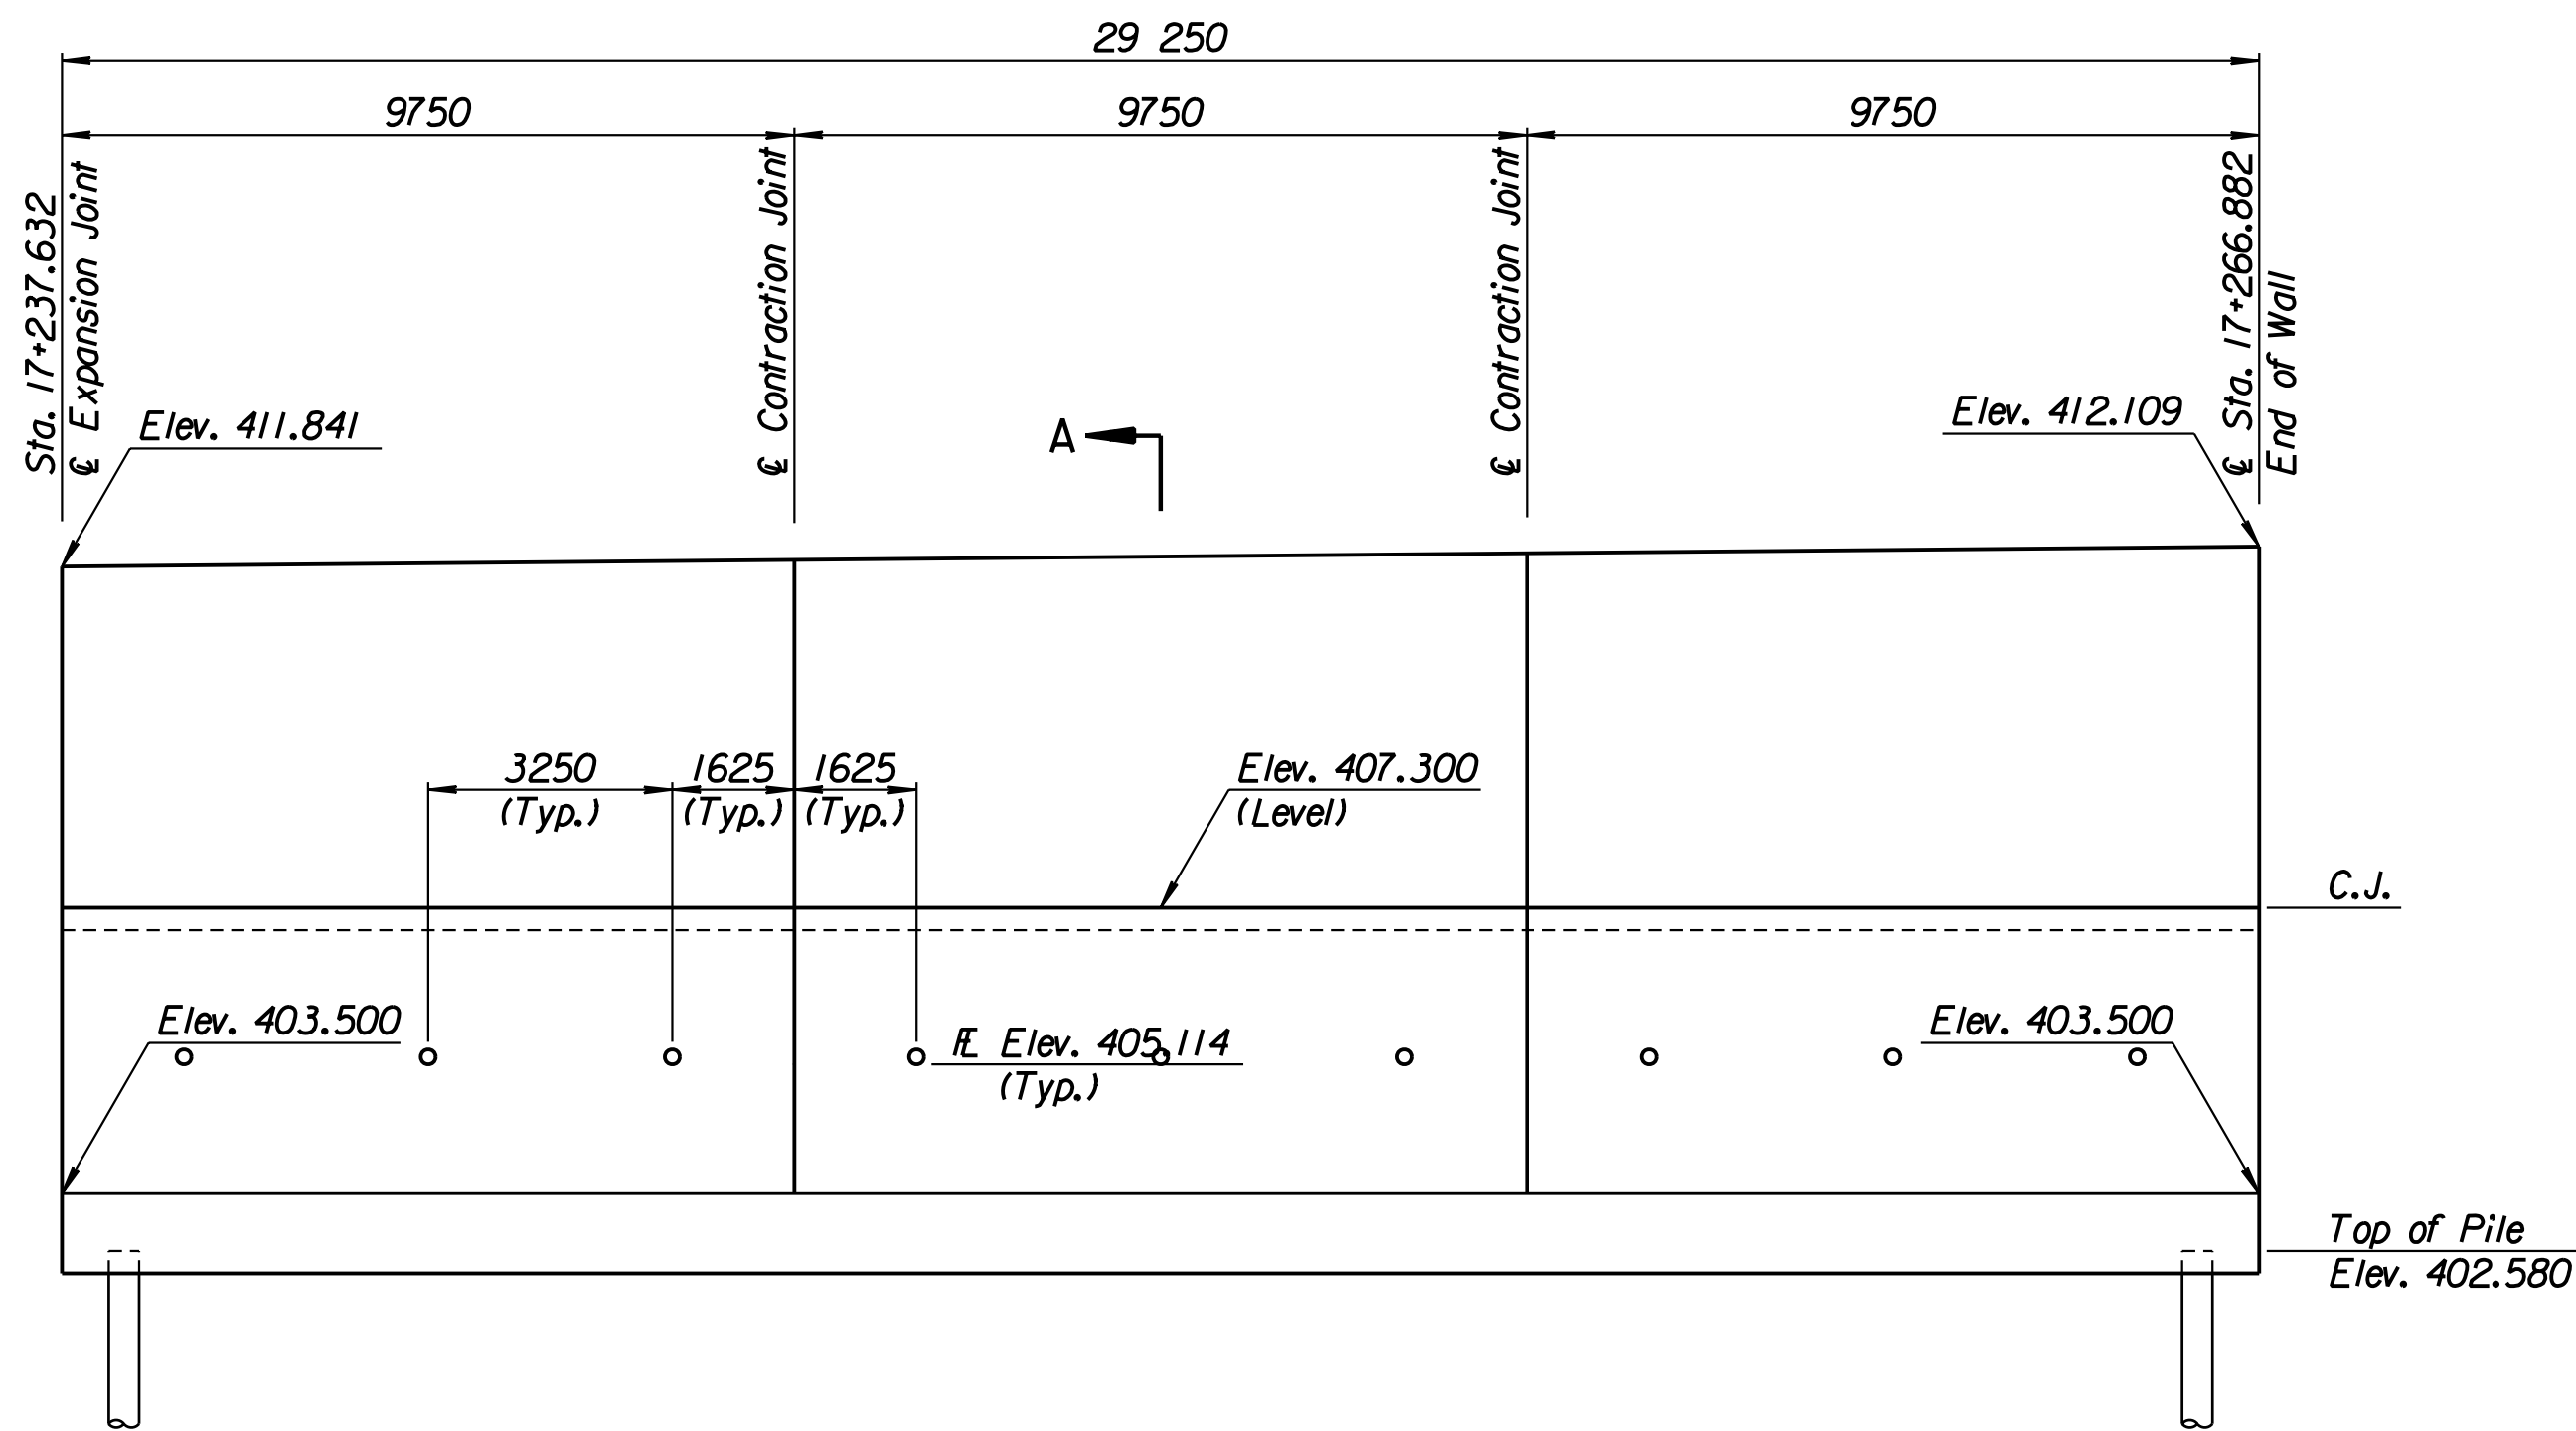 29 250
9750
9750
9750
Sta. 17+237.632
℄ Expansion Joint
℄ Contraction Joint
℄ Contraction Joint
℄ Sta. 17+266.882
End of Wall
Elev. 411.841
A
Elev. 412.109
3250
(Typ.)
1625
(Typ.)
1625
(Typ.)
Elev. 407.300
(Level)
C.J.
Elev. 403.500
Elev. 405.114
(Typ.)
Elev. 403.500
Top of Pile
Elev. 402.580